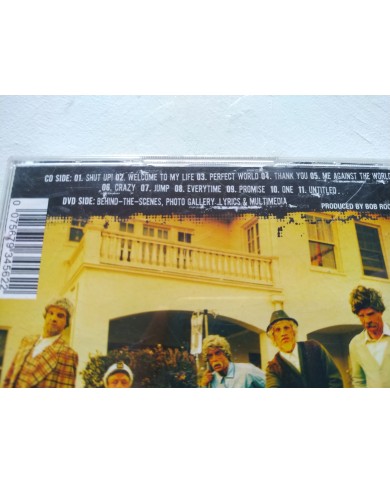 CD SIDE: 01. SHUT UP! 02. WELCOME TO MY LIFE 03. PERFECT WORLD 04. THANK YOU 05. ME AGAINST THE WORLD
06. CRAZY 07. JUMP 08. EVERYTIME 09. PROMISE 10. ONE 11. UNTITLED
DVD SIDE: BEHIND-THE-SCENES, PHOTO GALLERY, LYRICS & MULTIMEDIA
PRODUCED BY BOB ROC